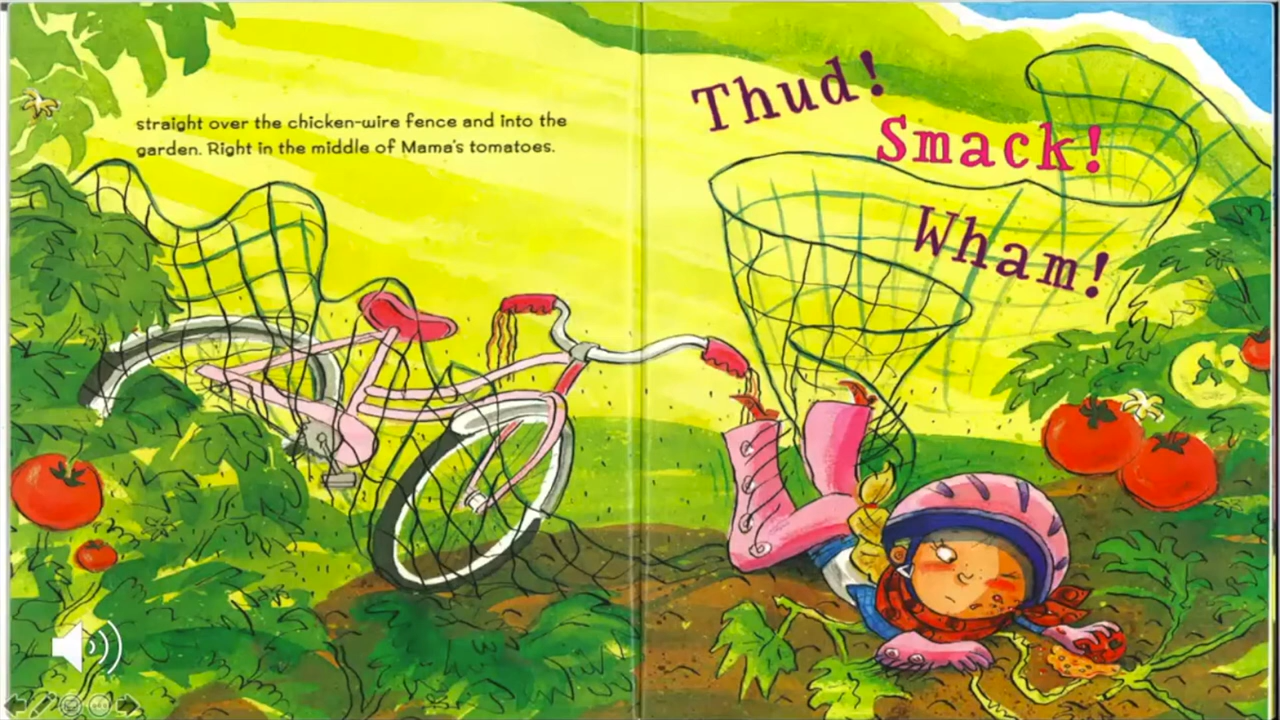 straight over the chicken-wire fence and into the
garden. Right in the middle of Mama's tomatoes.
Thud!
Smack!
Wham!